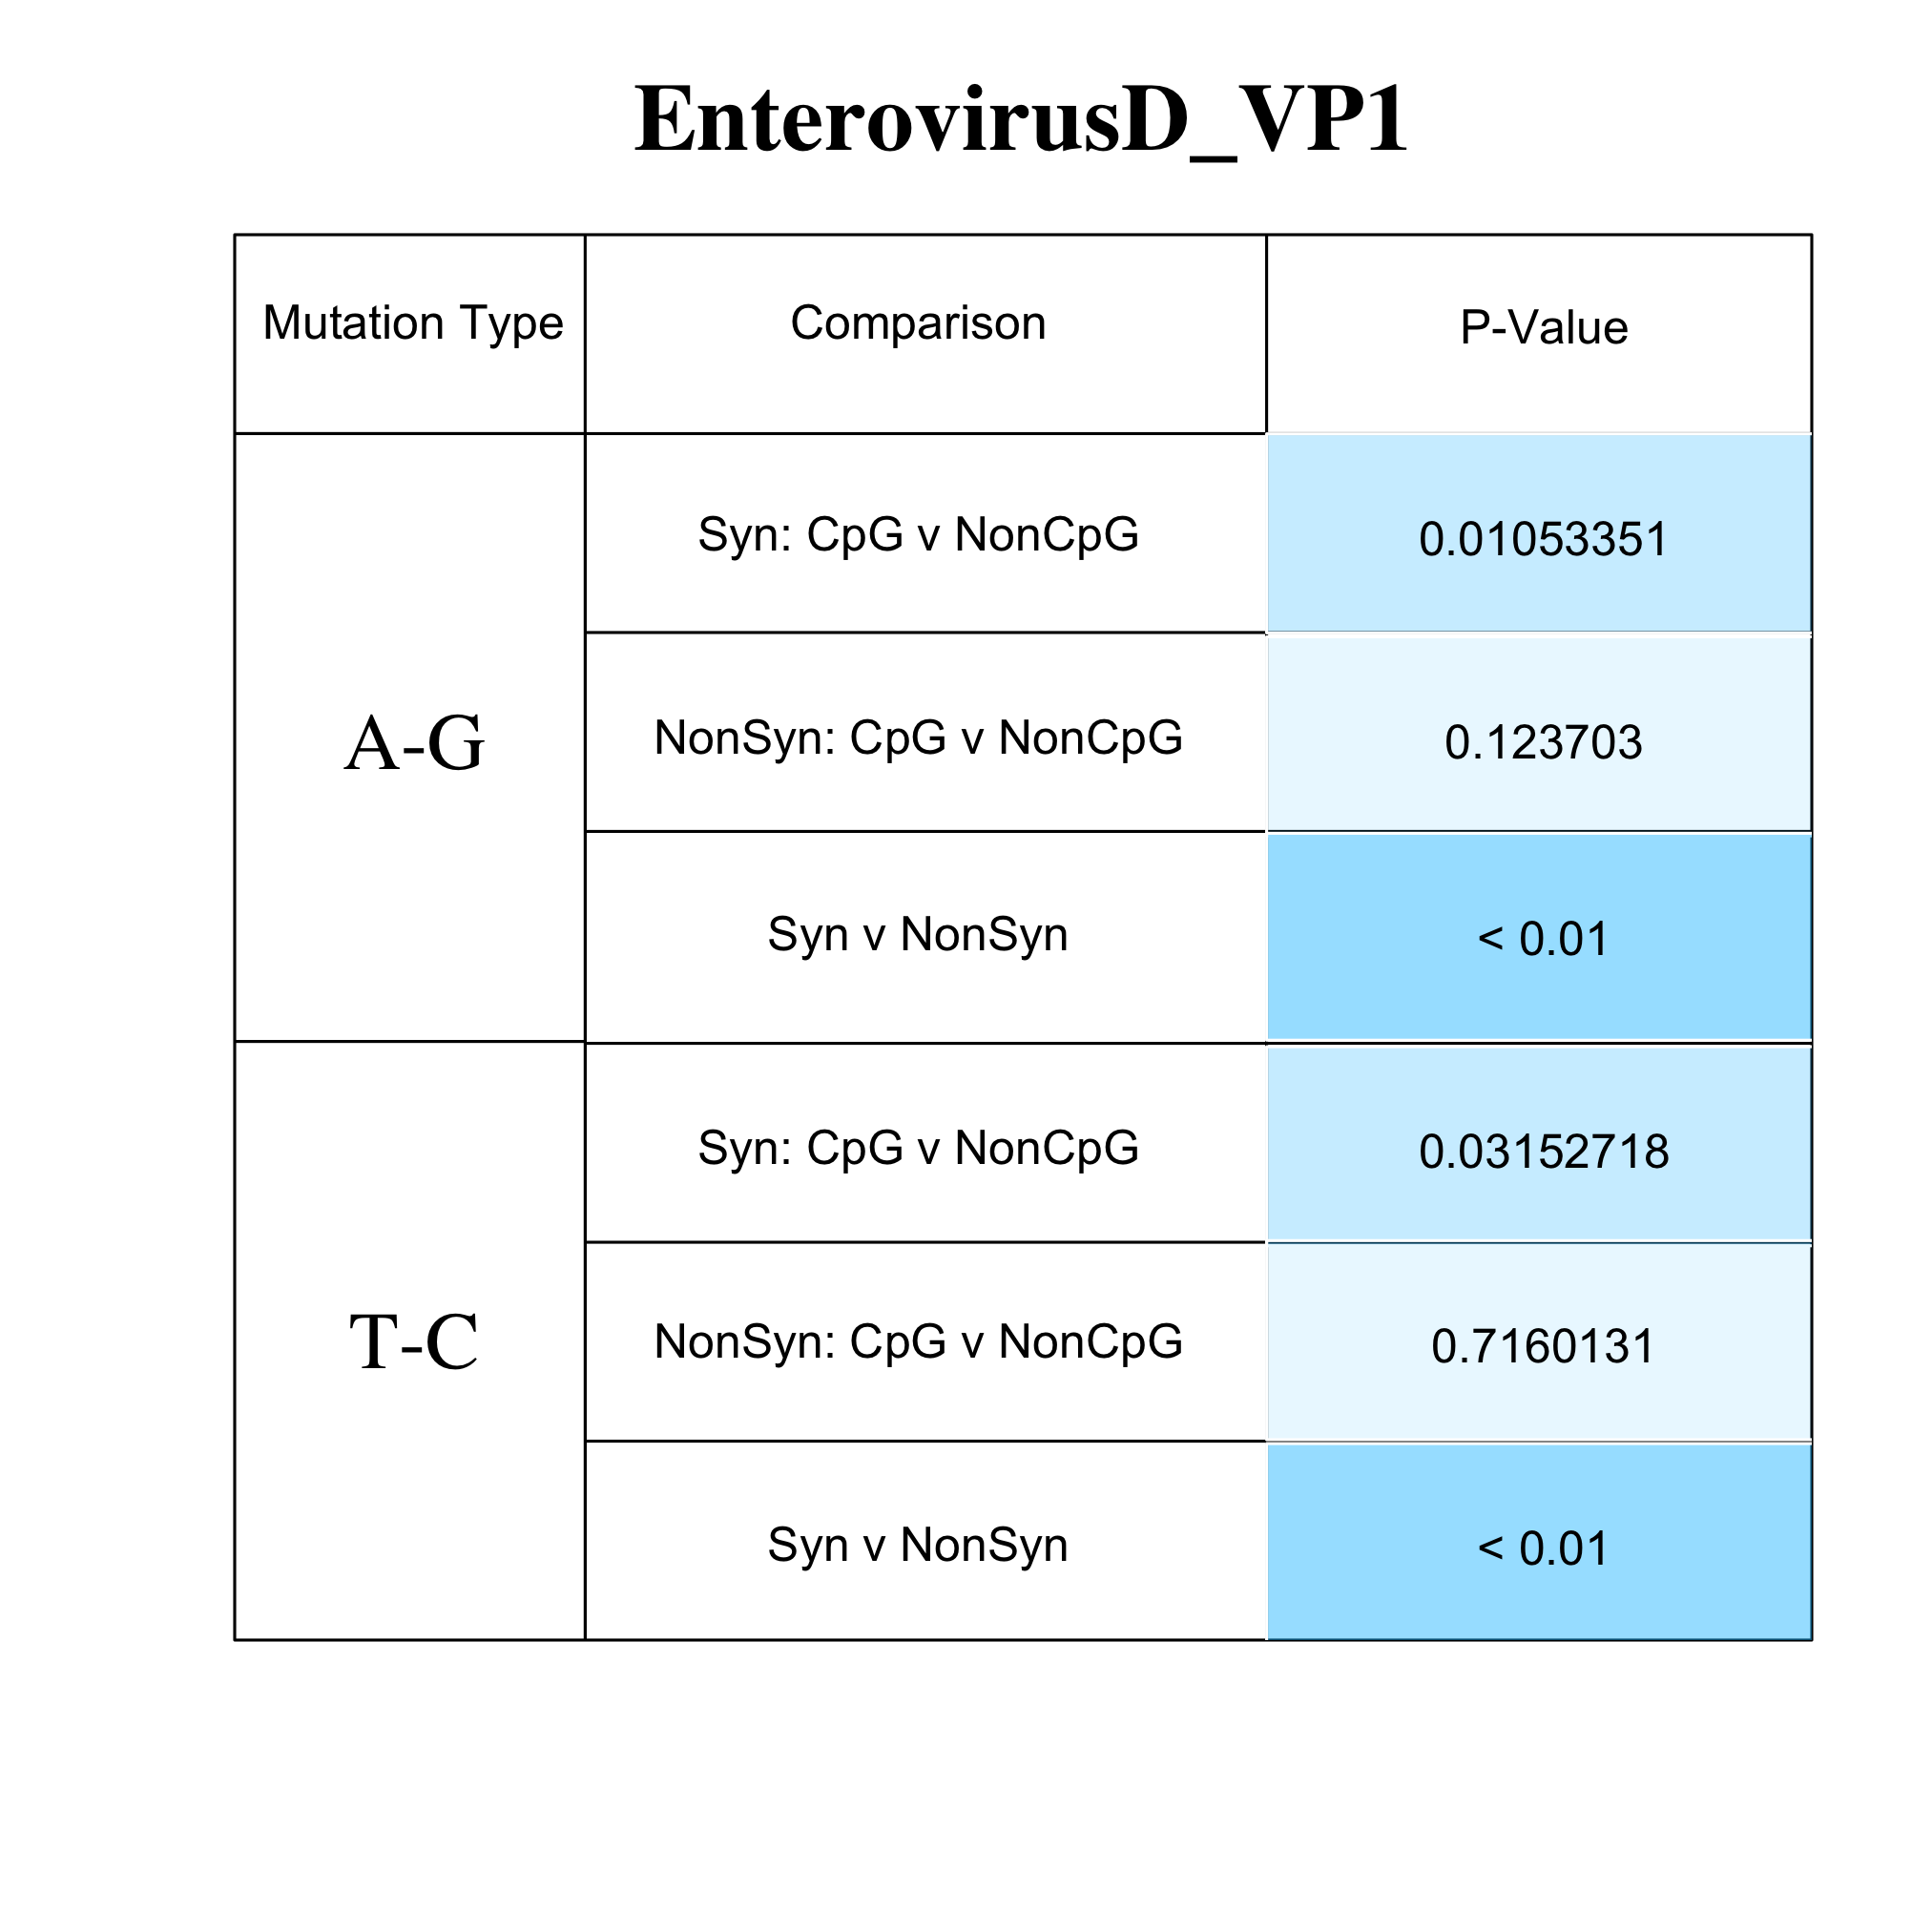 EnterovirusD_VP1
Mutation Type Comparison P-Value
A-G
Syn: CpG v NonCpG 0.01053351
NonSyn: CpG v NonCpG 0.123703
Syn v NonSyn < 0.01
T-C
Syn: CpG v NonCpG 0.03152718
NonSyn: CpG v NonCpG 0.7160131
Syn v NonSyn < 0.01